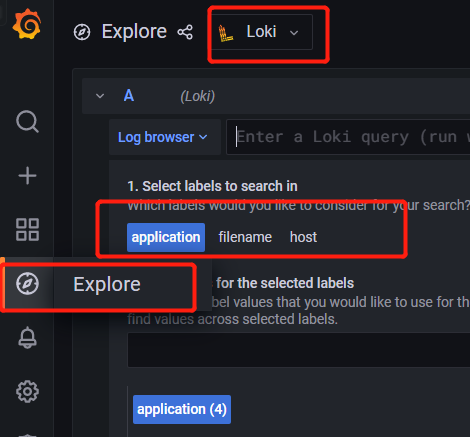 Explore
Loki
A
(Loki)
Log browser
Enter a Loki query (run w
1. Select labels to search in
Which labels would you like to consider for your search?
application
filename
host
Explore
s for the selected labels
bel values that you would like to use for th
find values across selected labels.
application (4)